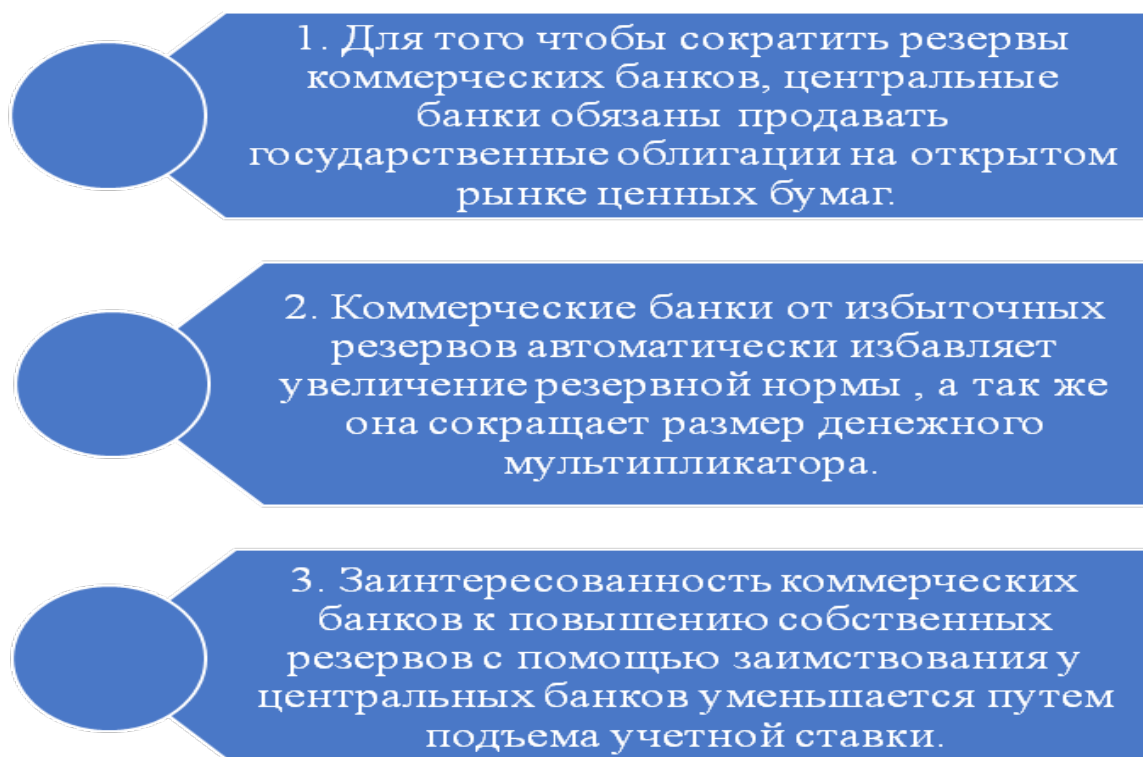 1. Для того чтобы сократить резервы
коммерческих банков, центральные
банки обязаны продавать
государственные облигации на открытом
рынке ценных бумаг.
2. Коммерческие банки от избыточных
резервов автоматически избавляет
увеличение резервной нормы , а так же
она сокращает размер денежного
мультипликатора.
3. Заинтересованность коммерческих
банков к повышению собственных
резервов с помощью заимствования у
центральных банков уменьшается путем
подъема учетной ставки.